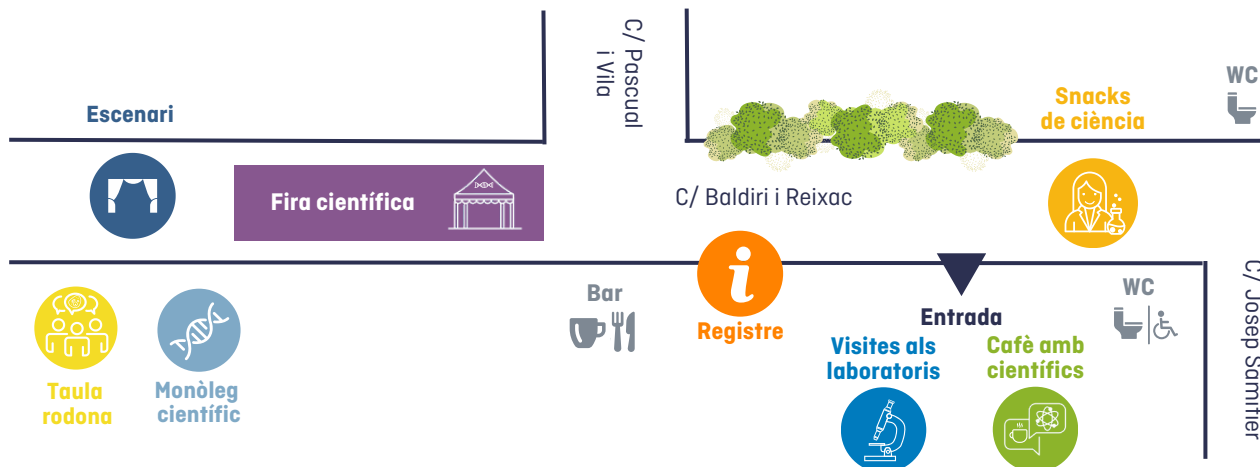 C/ Pascual
i Vila
WC
Escenari
Snacks
de ciència
Fira científica
C/ Baldiri i Reixac
Bar
Registre
Entrada
WC
C/ Josep Samitier
Visites als
laboratoris
Cafè amb
científics
Taula
rodona
Monòleg
científic